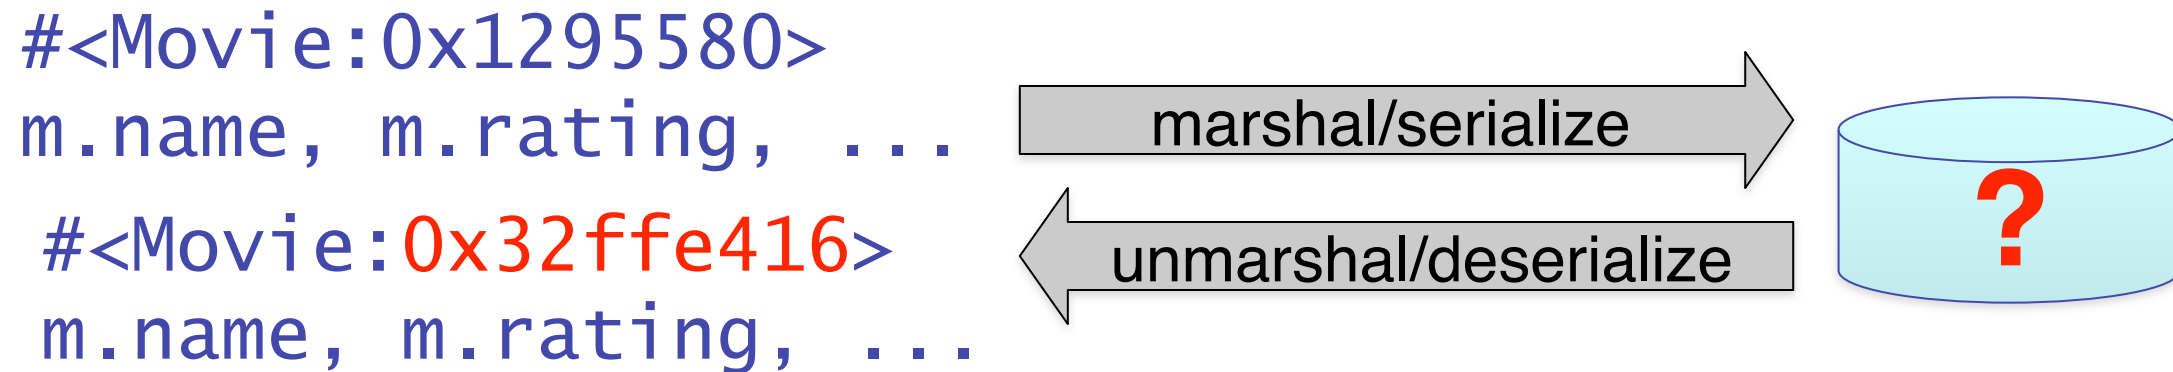 #<Movie:0x1295580>
m.name, m.rating, ...
marshal/serialize
?
#<Movie:0x32ffe416>
m.name, m.rating, ...
unmarshal/deserialize